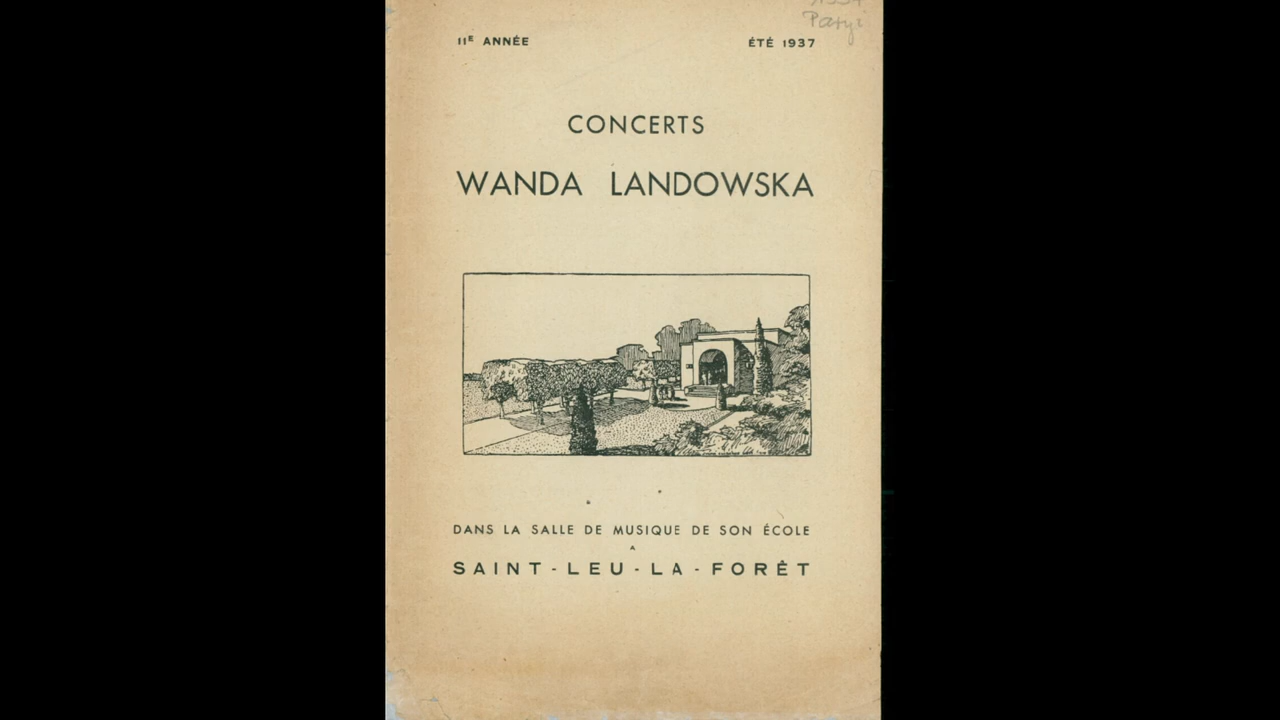 Paryż
11E ANNÉE
ÉTÉ 1937
CONCERTS
WANDA LANDOWSKA
DANS LA SALLE DE MUSIQUE DE SON ÉCOLE
A
SAINT-LEU-LA-FORÊT